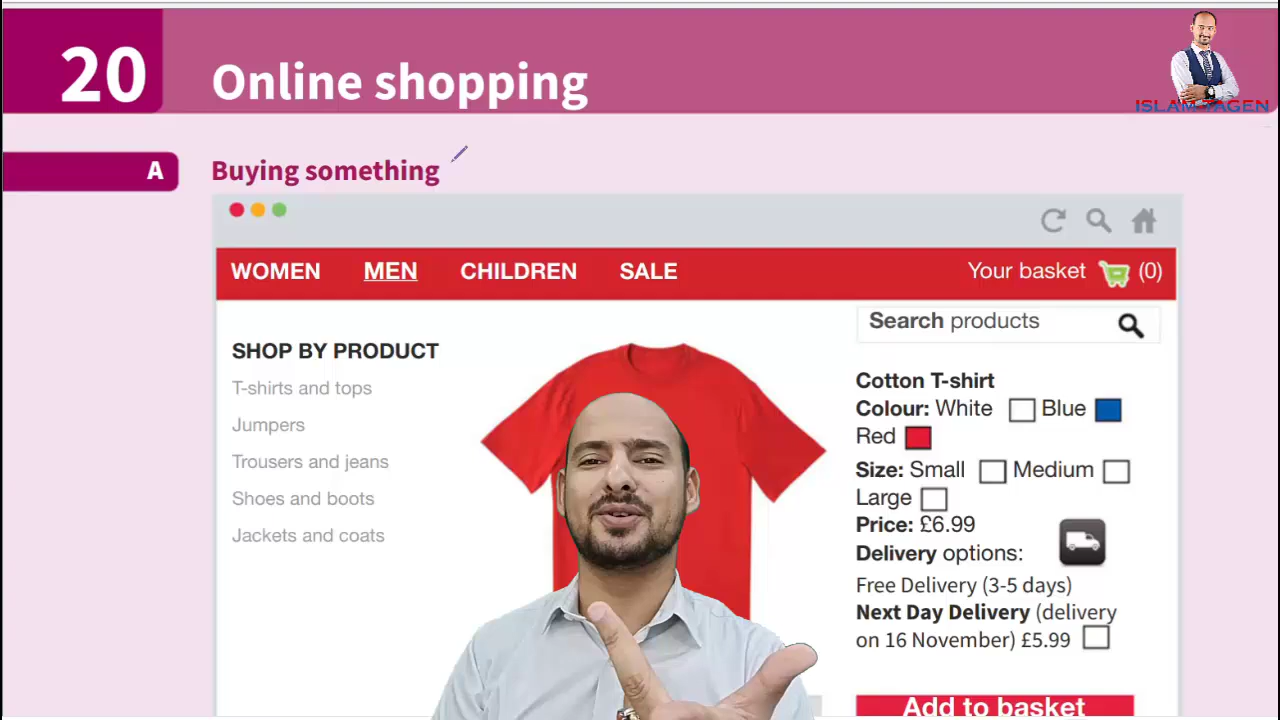 20
Online shopping
ISLAM TAGEN
A
Buying something
WOMEN MEN CHILDREN SALE
Your basket (0)
Search products
SHOP BY PRODUCT
T-shirts and tops
Jumpers
Trousers and jeans
Shoes and boots
Jackets and coats
Cotton T-shirt
Colour: White Blue
Red
Size: Small Medium
Large
Price: £6.99
Delivery options:
Free Delivery (3-5 days)
Next Day Delivery (delivery
on 16 November) £5.99
Add to basket